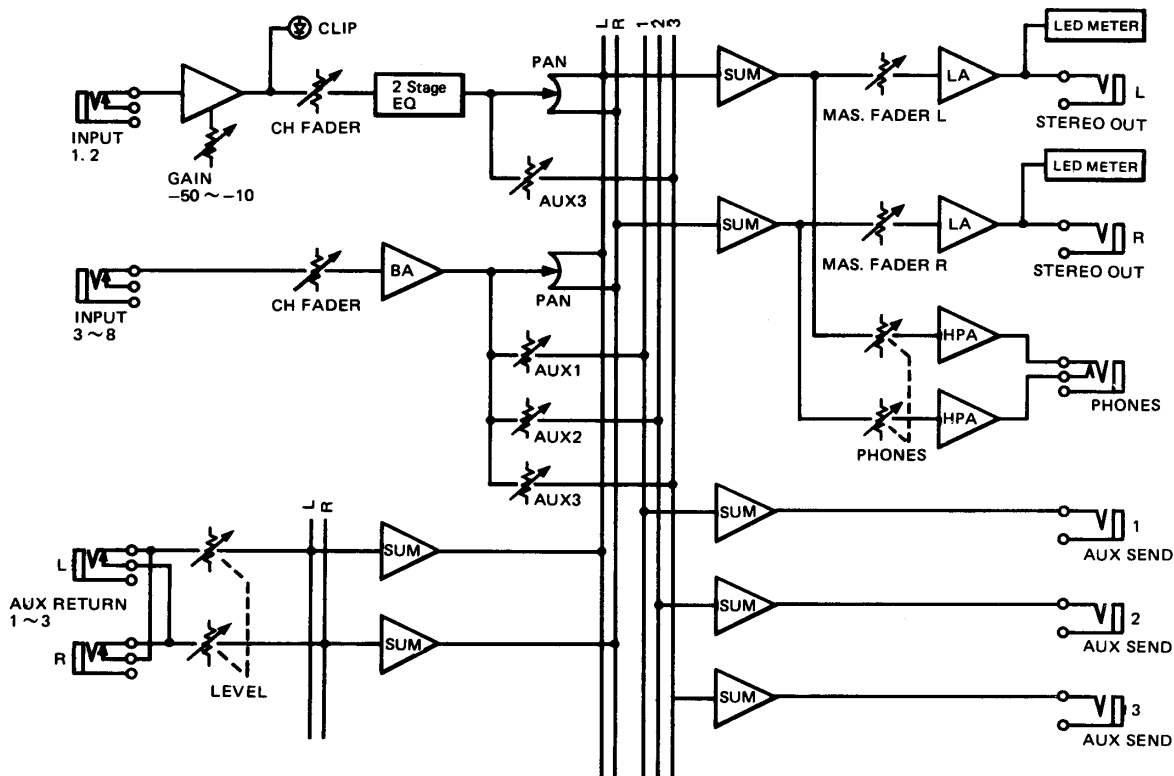 CLIP
INPUT
1. 2
GAIN
−50 ~ −10
CH FADER
2 Stage
EQ
PAN
AUX3
L
R
1
2
3
SUM
MAS. FADER L
LA
LED METER
L
STEREO OUT
SUM
MAS. FADER R
LA
LED METER
R
STEREO OUT
INPUT
3 ~ 8
CH FADER
BA
PAN
AUX1
AUX2
AUX3
HPA
HPA
PHONES
PHONES
L
AUX RETURN
1 ~ 3
R
LEVEL
L
R
SUM
SUM
SUM
1
AUX SEND
SUM
2
AUX SEND
SUM
3
AUX SEND